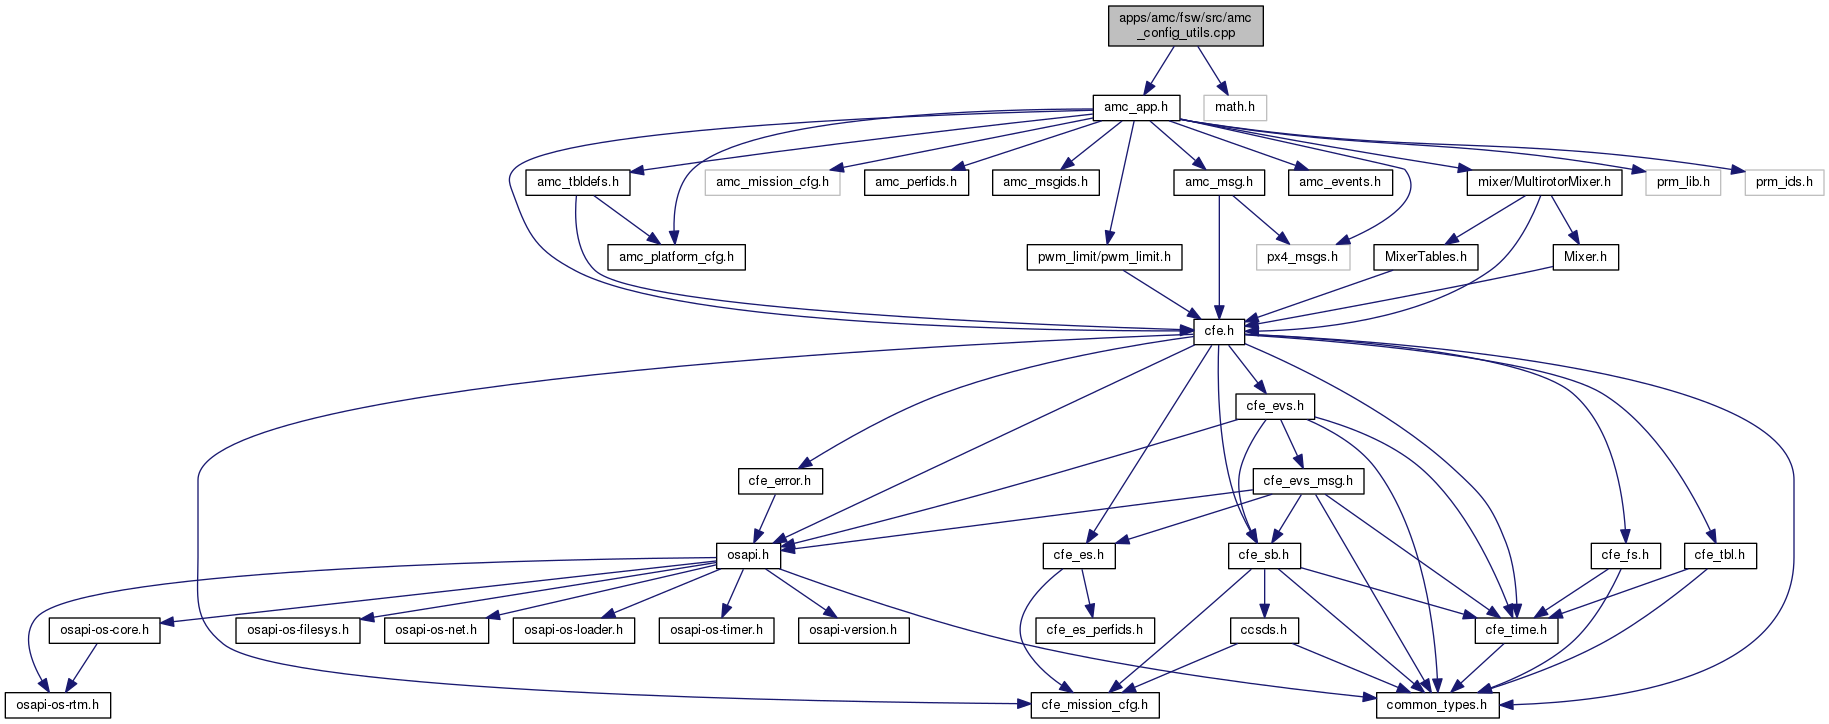 apps/amc/fsw/src/amc
_config_utils.cpp
amc_app.h
math.h
amc_tbldefs.h
amc_mission_cfg.h
amc_perfids.h
amc_msgids.h
amc_msg.h
amc_events.h
mixer/MultirotorMixer.h
prm_lib.h
prm_ids.h
amc_platform_cfg.h
pwm_limit/pwm_limit.h
px4_msgs.h
MixerTables.h
Mixer.h
cfe.h
cfe_evs.h
cfe_error.h
cfe_evs_msg.h
osapi.h
cfe_es.h
cfe_sb.h
cfe_fs.h
cfe_tbl.h
osapi-os-core.h
osapi-os-filesys.h
osapi-os-net.h
osapi-os-loader.h
osapi-os-timer.h
osapi-version.h
cfe_es_perfids.h
ccsds.h
cfe_time.h
osapi-os-rtm.h
cfe_mission_cfg.h
common_types.h